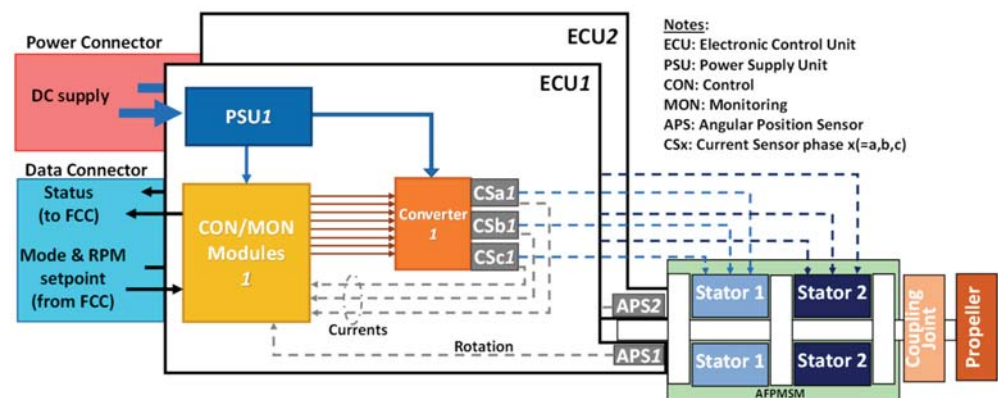 Power Connector
DC supply
Data Connector
Status
(to FCC)
Mode & RPM
setpoint
(from FCC)
ECU2
ECU1
PSU1
CON/MON
Modules
1
Converter
1
CSa1
CSb1
CSc1
Currents
Rotation
APS2
APS1
Notes:
ECU: Electronic Control Unit
PSU: Power Supply Unit
CON: Control
MON: Monitoring
APS: Angular Position Sensor
CSx: Current Sensor phase x(=a,b,c)
Stator 1
Stator 2
Stator 1
Stator 2
AFPMSM
Coupling
Joint
Propeller